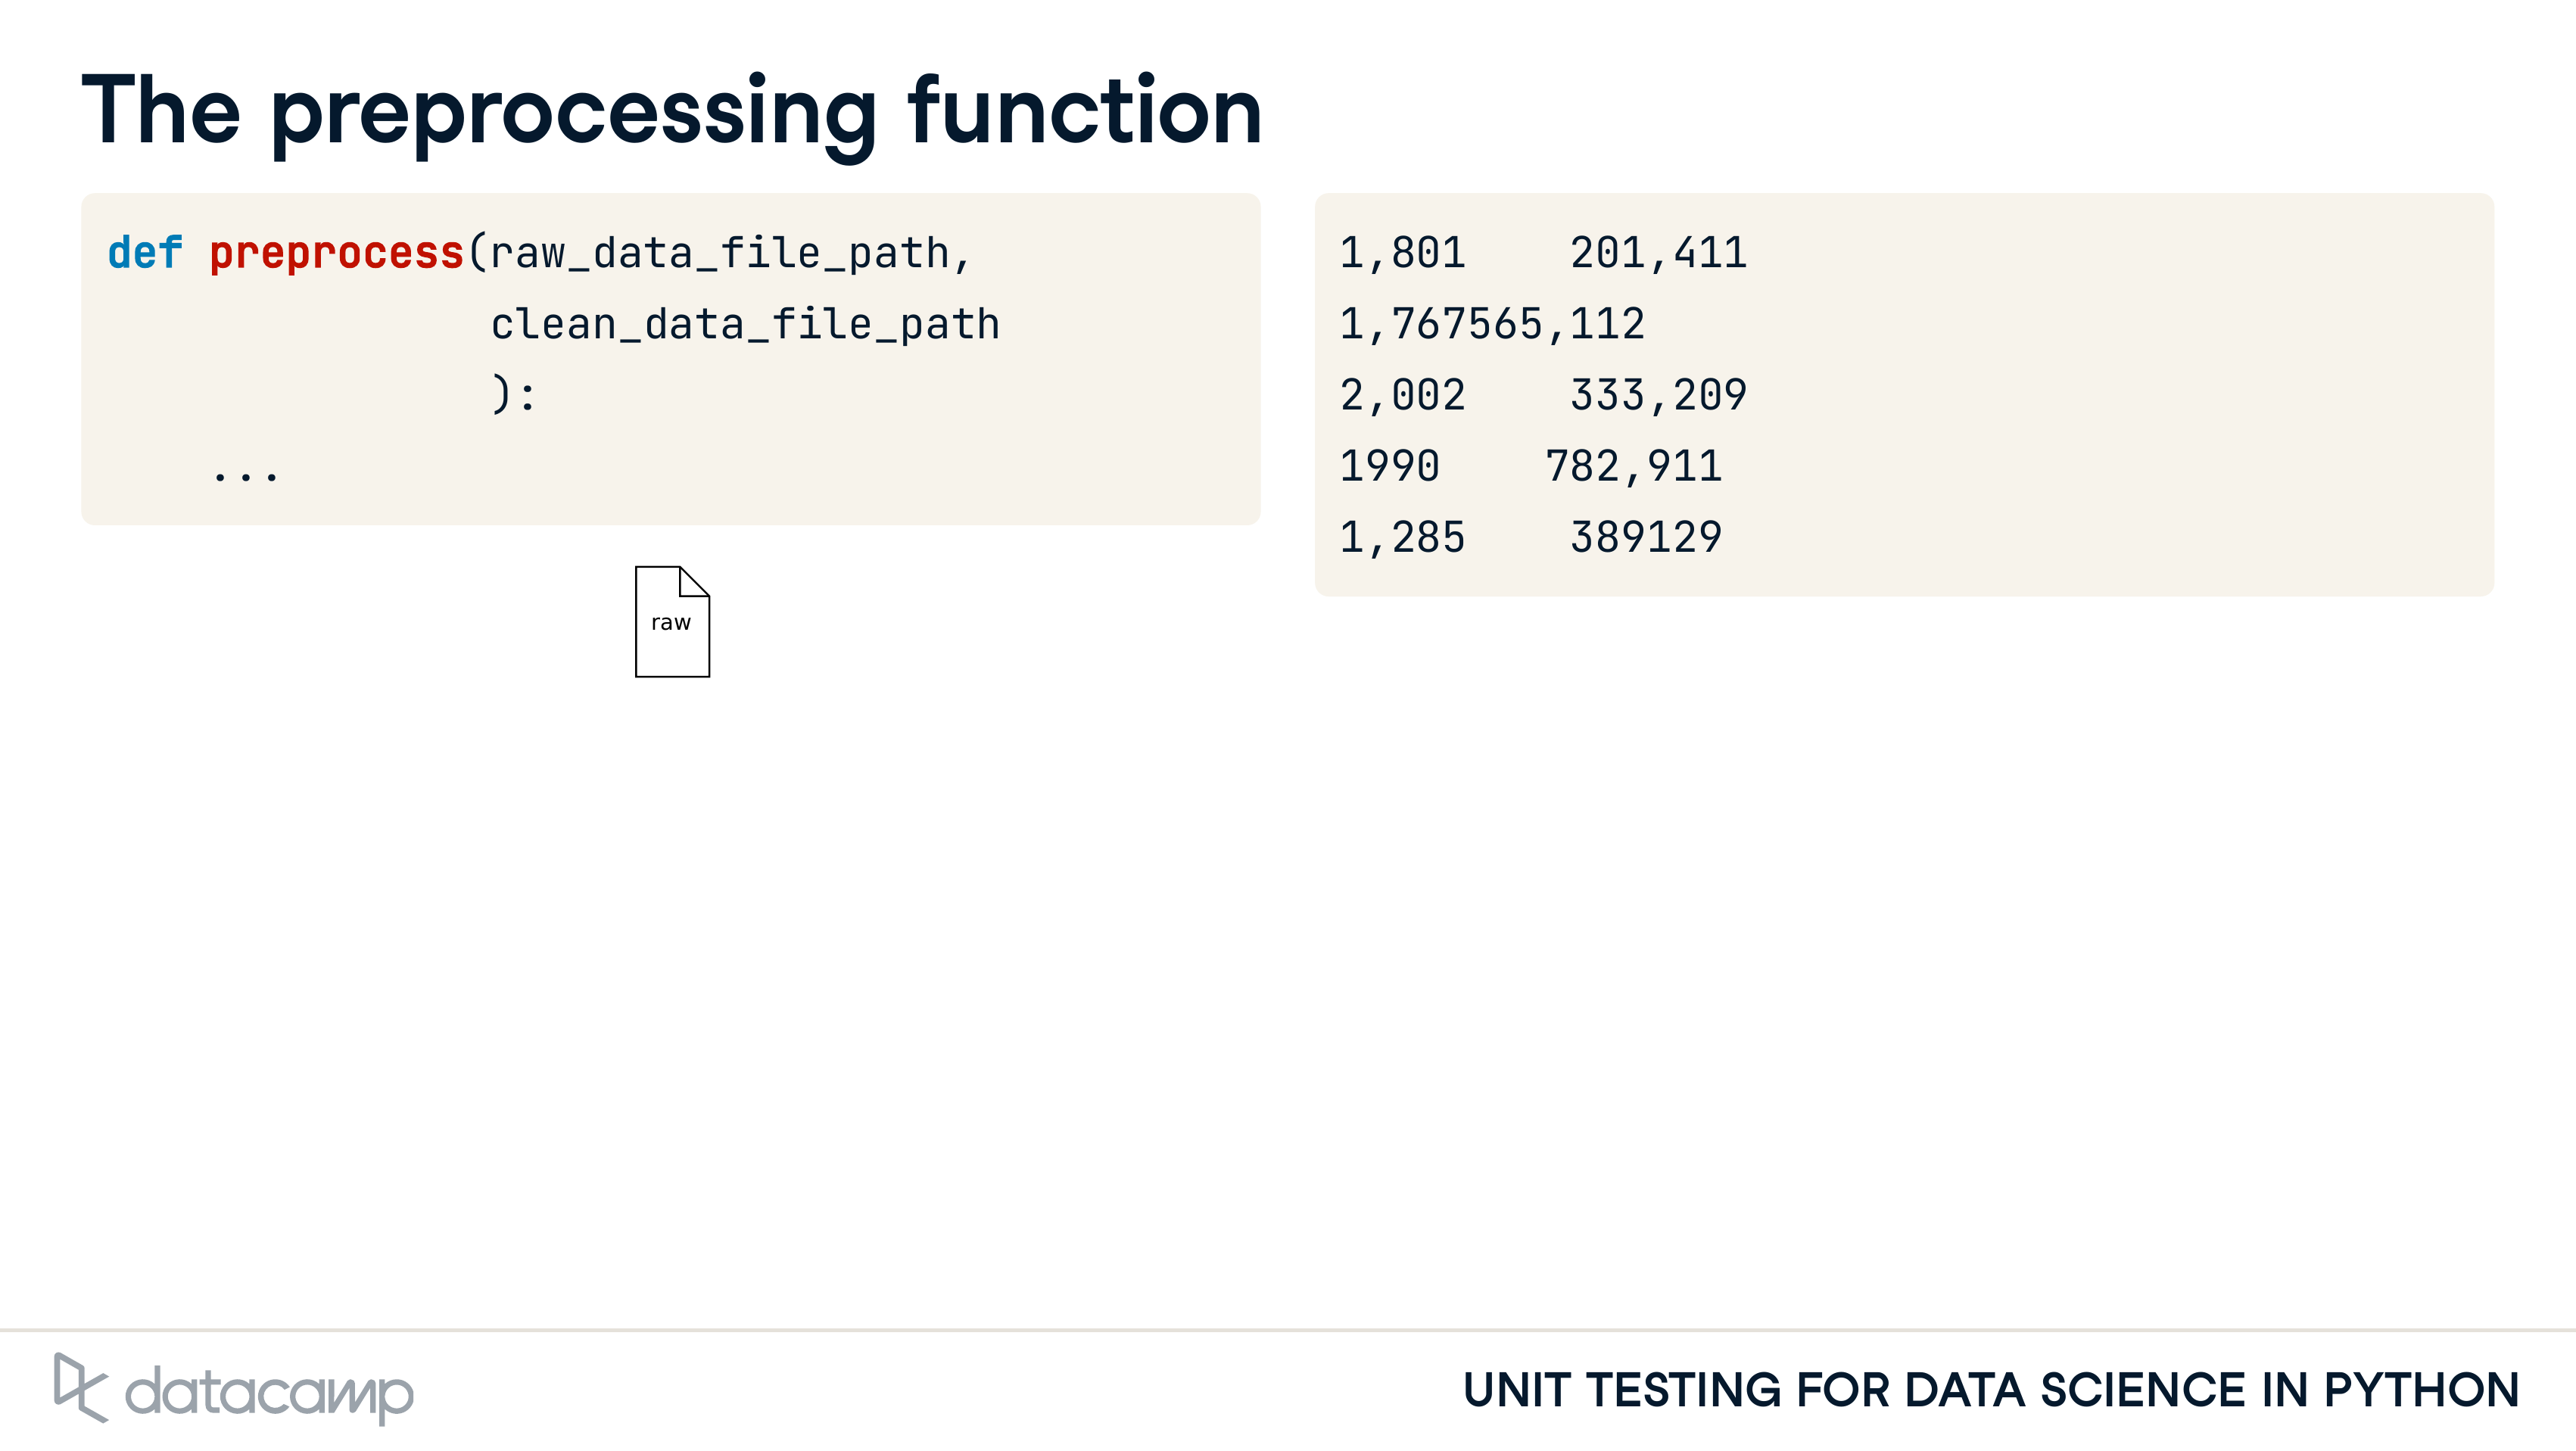 The preprocessing function
def preprocess(raw_data_file_path,
               clean_data_file_path
               ):
    ...
raw
1,801    201,411
1,767565,112
2,002    333,209
1990    782,911
1,285    389129
datacamp
UNIT TESTING FOR DATA SCIENCE IN PYTHON